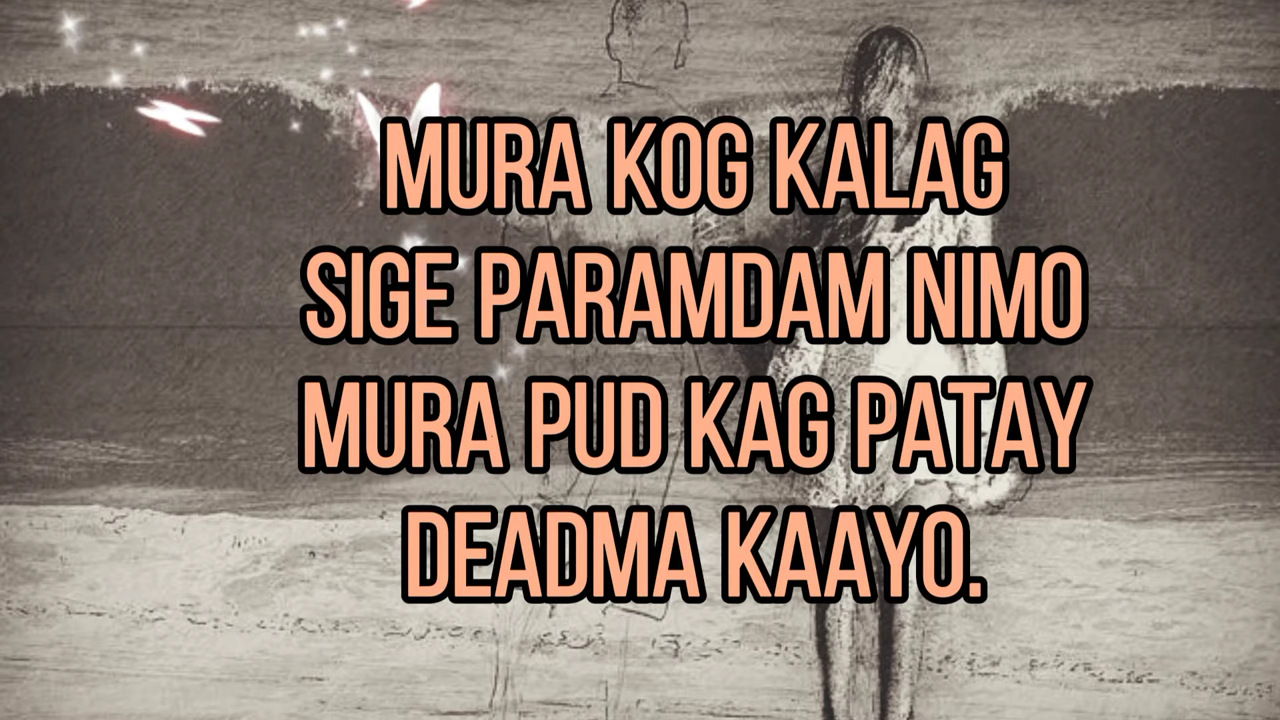 MURA KOG KALAG
SIGE PARAMDAM NIMO
MURA PUD KAG PATAY
DEADMA KAAYO.